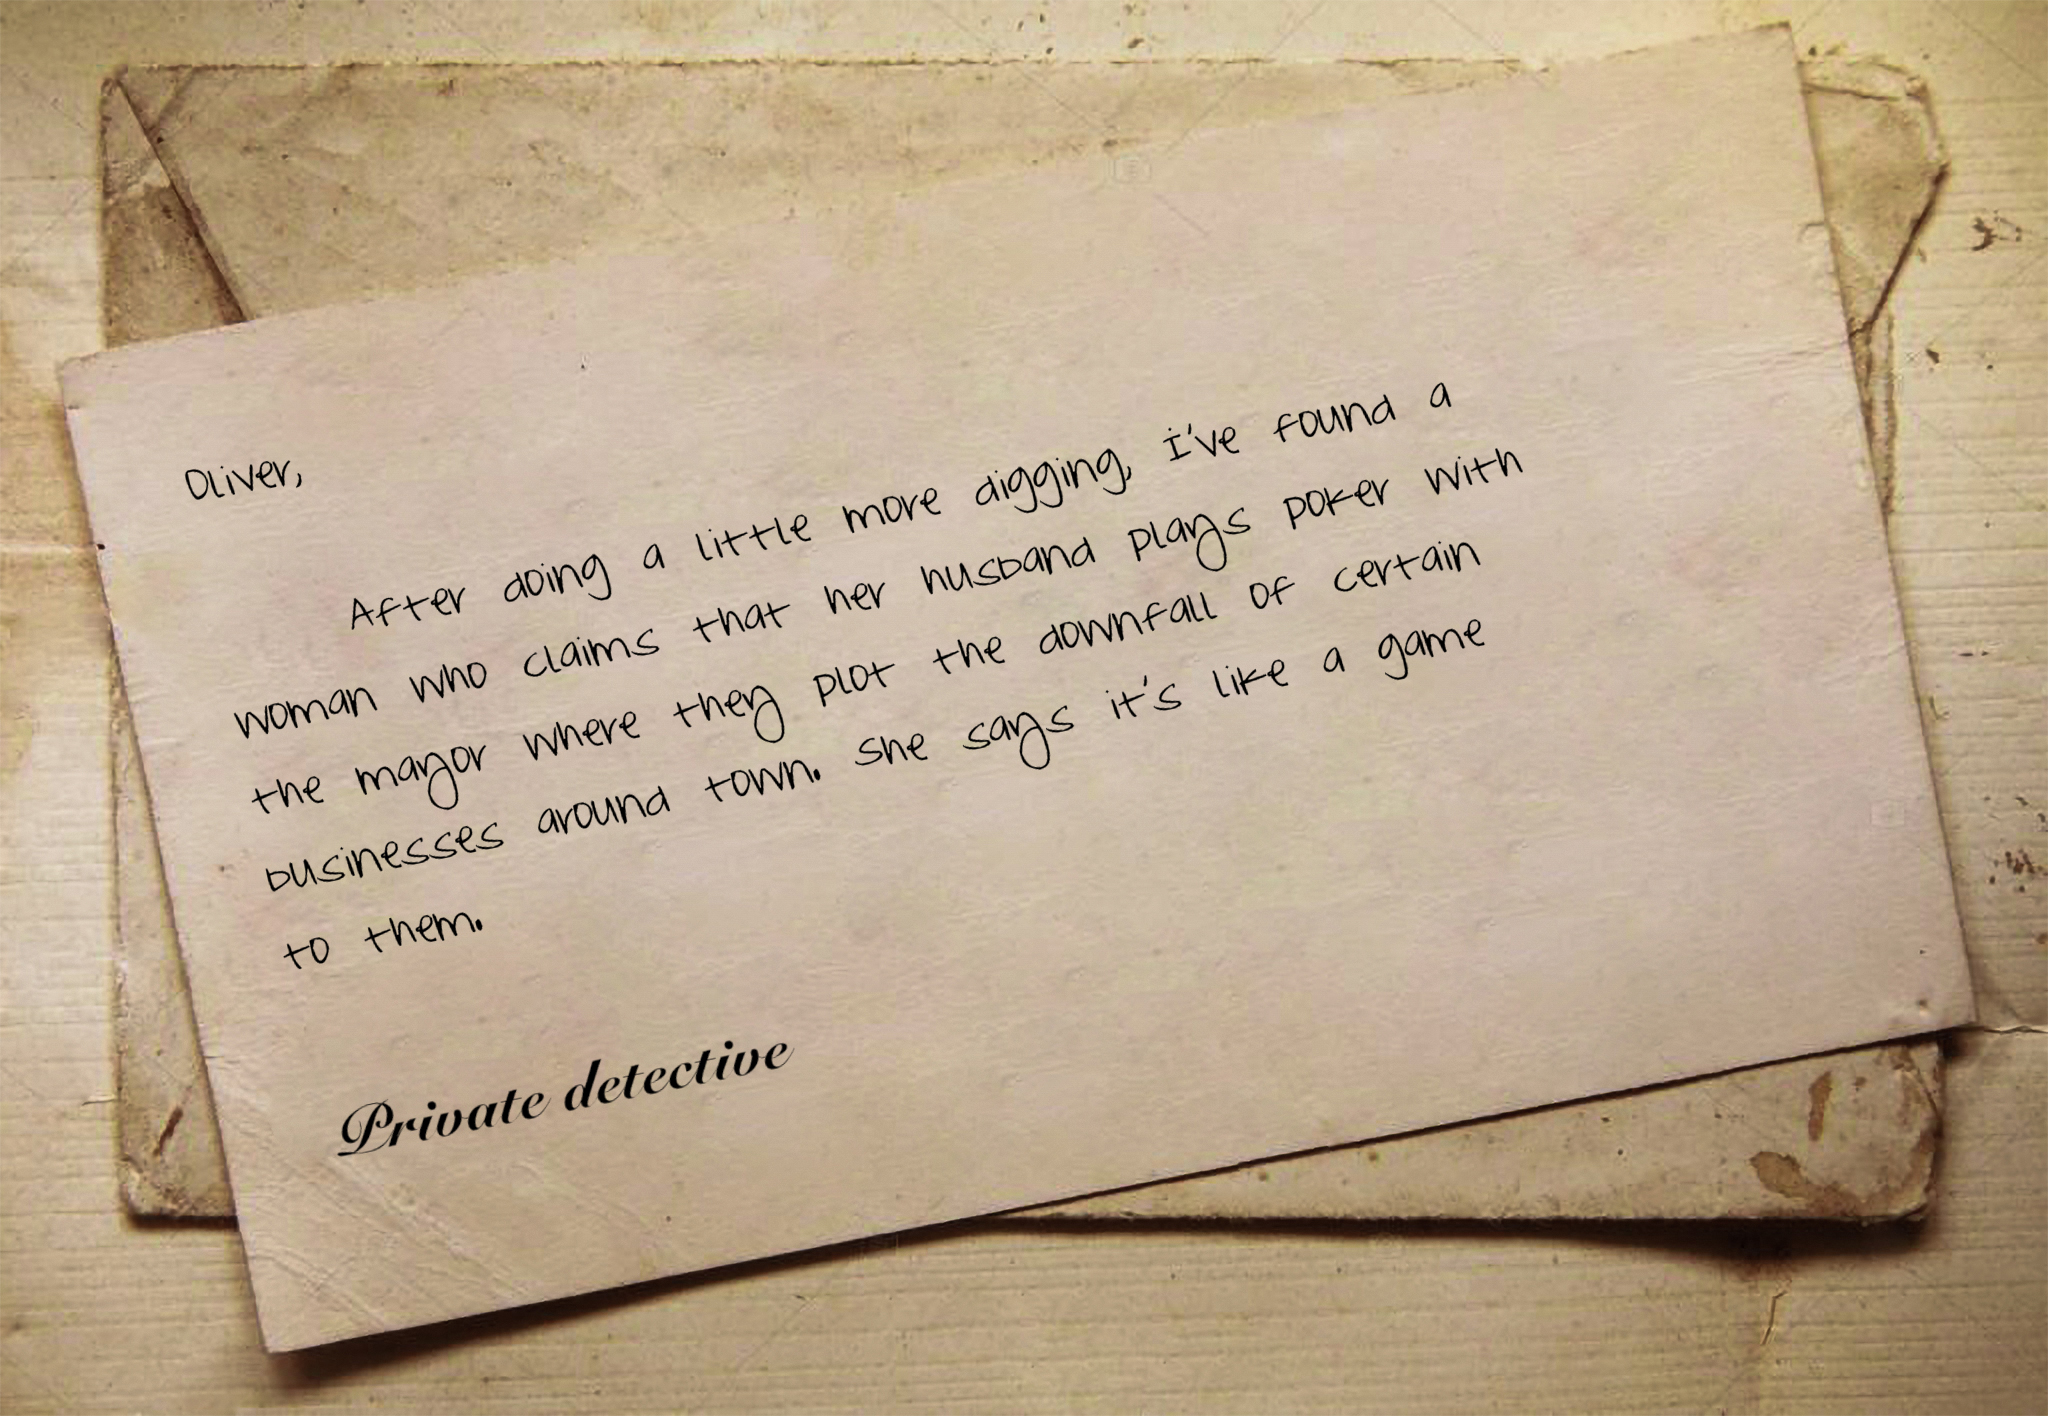 Oliver,
After doing a little more digging, I've found a
woman who claims that her husband plays poker with
the mayor where they plot the downfall of certain
businesses around town. She says it's like a game
to them.
Private detective